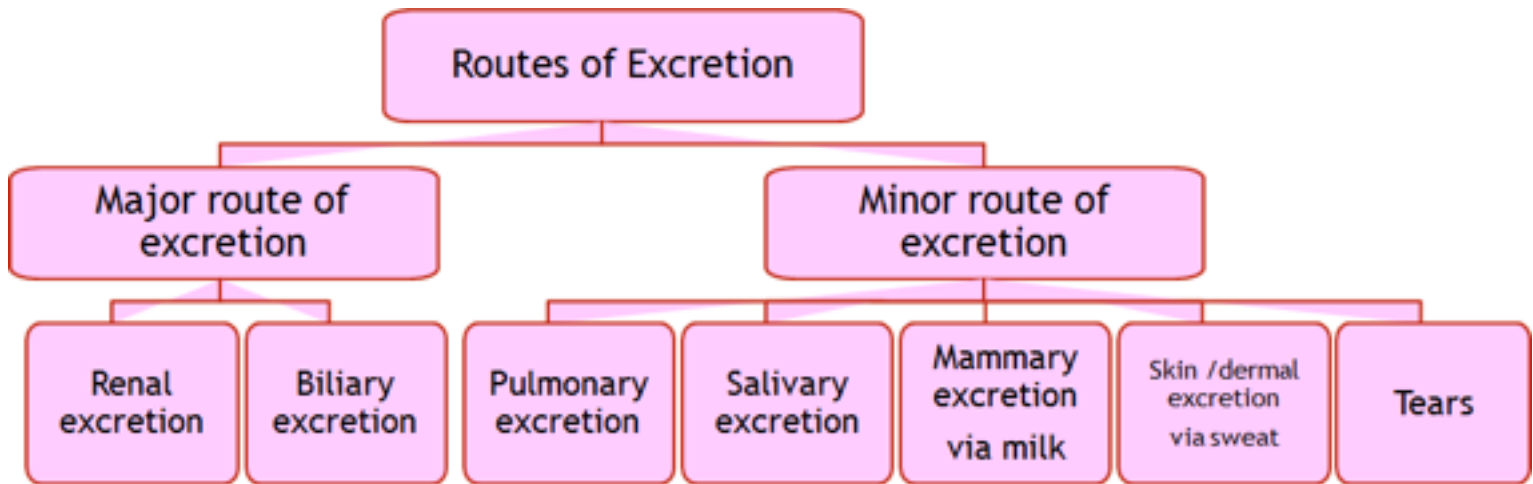 Routes of Excretion
Major route of
excretion
Minor route of
excretion
Renal
excretion
Biliary
excretion
Pulmonary
excretion
Salivary
excretion
Mammary
excretion
via milk
Skin /dermal
excretion
via sweat
Tears